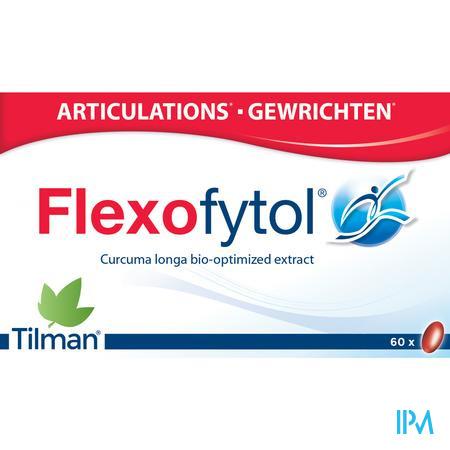 ARTICULATIONS* • GEWRICHTEN*
Flexofytol®
Curcuma longa bio-optimized extract
Tilman®
60 x
IPM